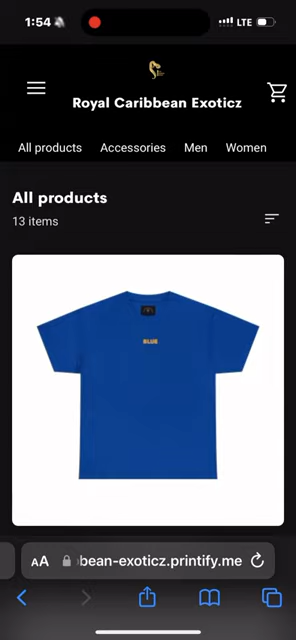 1:54
LTE
Royal Caribbean Exoticz
All products
Accessories
Men
Women
All products
13 items
BLUE
AA
bean-exoticz.printify.me